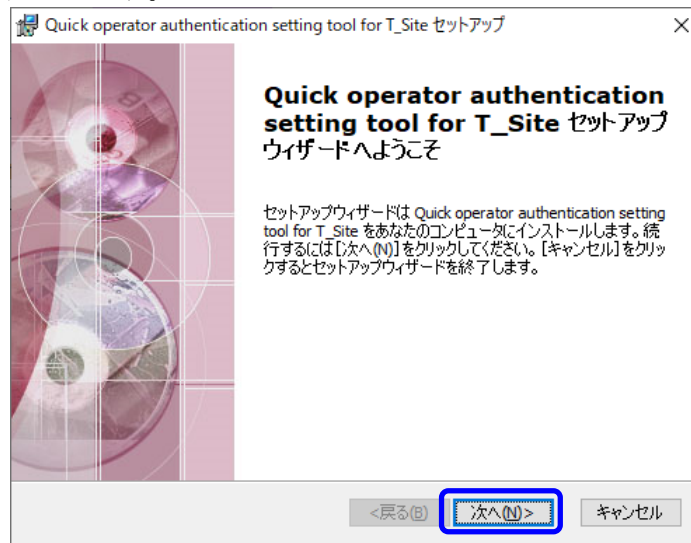 Quick operator authentication setting tool for T_Site セットアップ
Quick operator authentication
setting tool for T_Site セットアップ
ウィザードへようこそ
セットアップウィザードは Quick operator authentication setting
tool for T_Site をあなたのコンピュータにインストールします。続
行するには[次へ(N)]をクリックしてください。[キャンセル]をクリッ
クするとセットアップウィザードを終了します。
<戻る(B) 次へ(N)> キャンセル